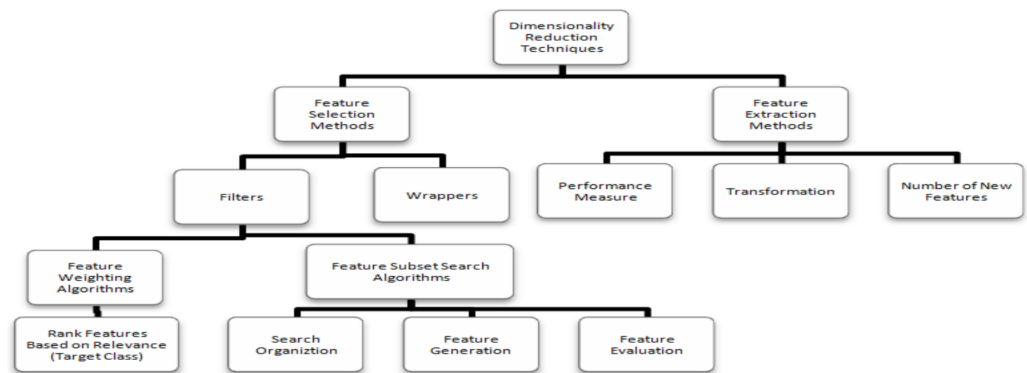 Dimensionality
Reduction
Techniques
Feature
Selection
Methods
Feature
Extraction
Methods
Filters
Wrappers
Performance
Measure
Transformation
Number of New
Features
Feature
Weighting
Algorithms
Feature Subset Search
Algorithms
Rank Features
Based on Relevance
(Target Class)
Search
Organiztion
Feature
Generation
Feature
Evaluation